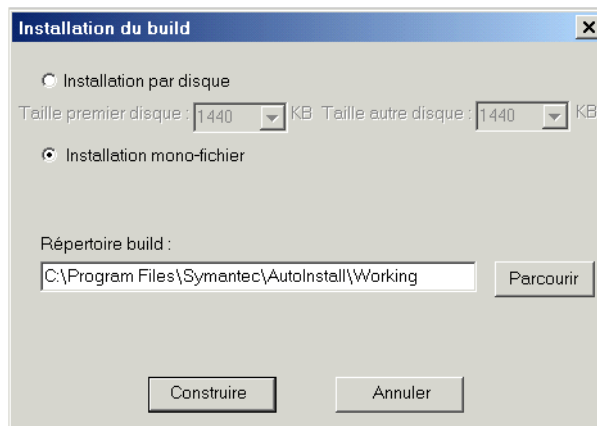 Installation du build
Installation par disque
Taille premier disque : 1440 KB Taille autre disque : 1440 KB
Installation mono-fichier
Répertoire build :
C:\Program Files\Symantec\AutoInstall\Working Parcourir
Construire Annuler